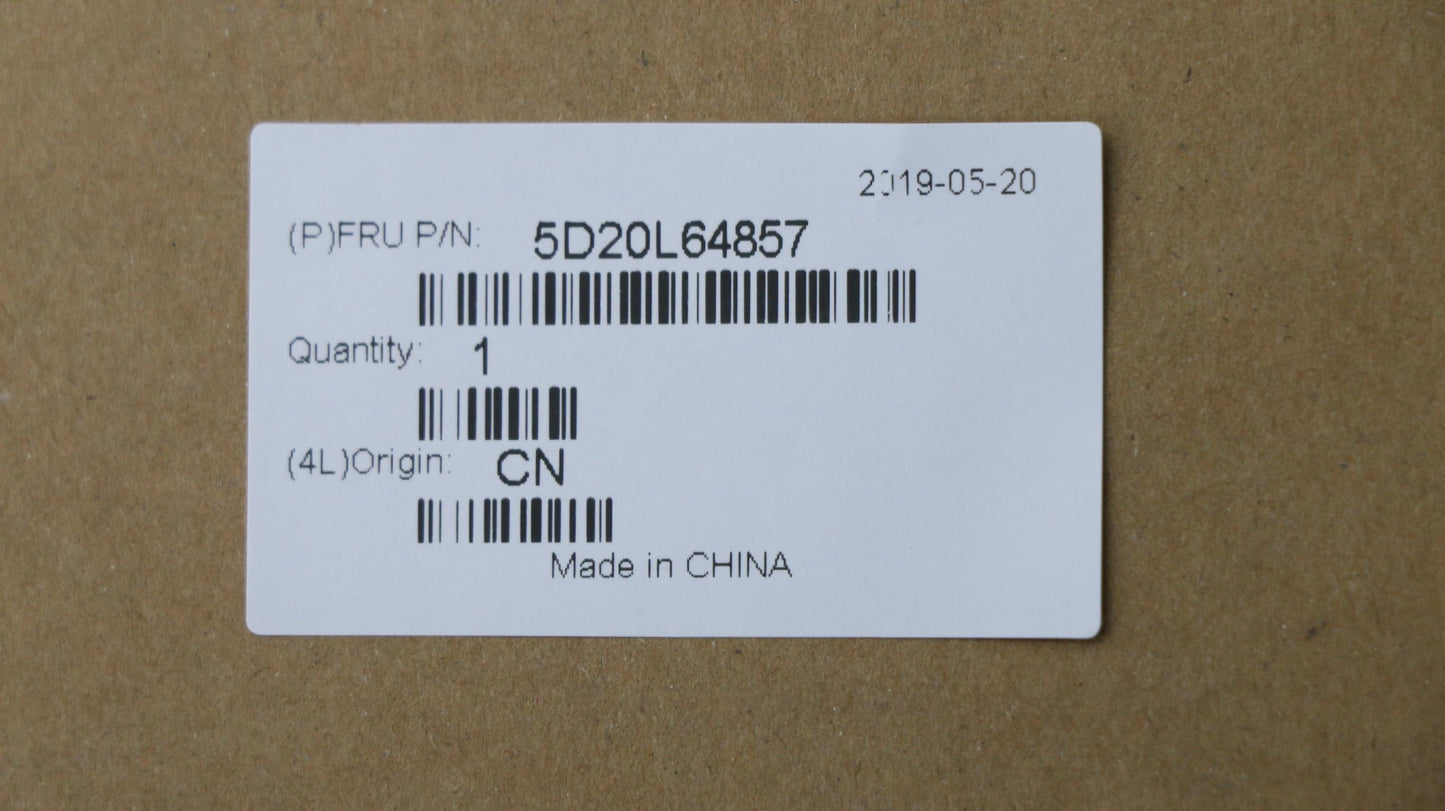 2019-05-20
(P)FRU P/N: 5D20L64857
Quantity: 1
(4L)Origin: CN
Made in CHINA